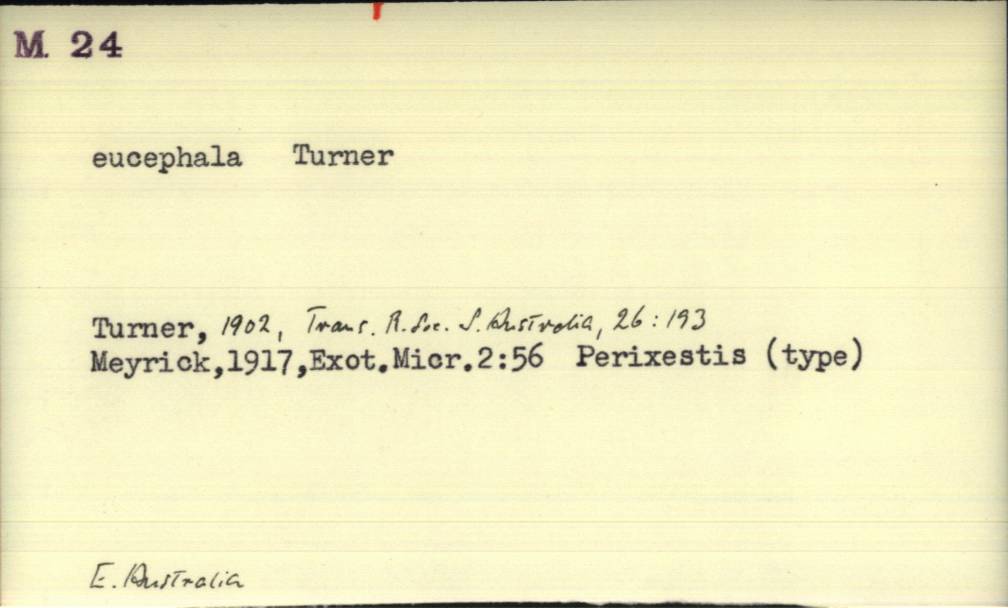 M. 24
eucephala Turner
Turner, 1902, Trans. R. Soc. S. Australia, 26:193
Meyrick,1917,Exot.Micr.2:56 Perixestis (type)
E. Australia